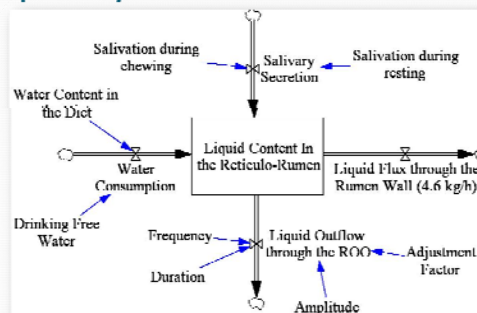 Salivation during
chewing
Salivary
Secretion
Salivation during
resting
Water Content in
the Diet
Liquid Content In
the Reticulo-Rumen
Water
Consumption
Liquid Flux through the
Rumen Wall (4.6 kg/h)
Drinking Free
Water
Frequency
Duration
Liquid Outflow
through the ROO
Adjustment
Factor
Amplitude